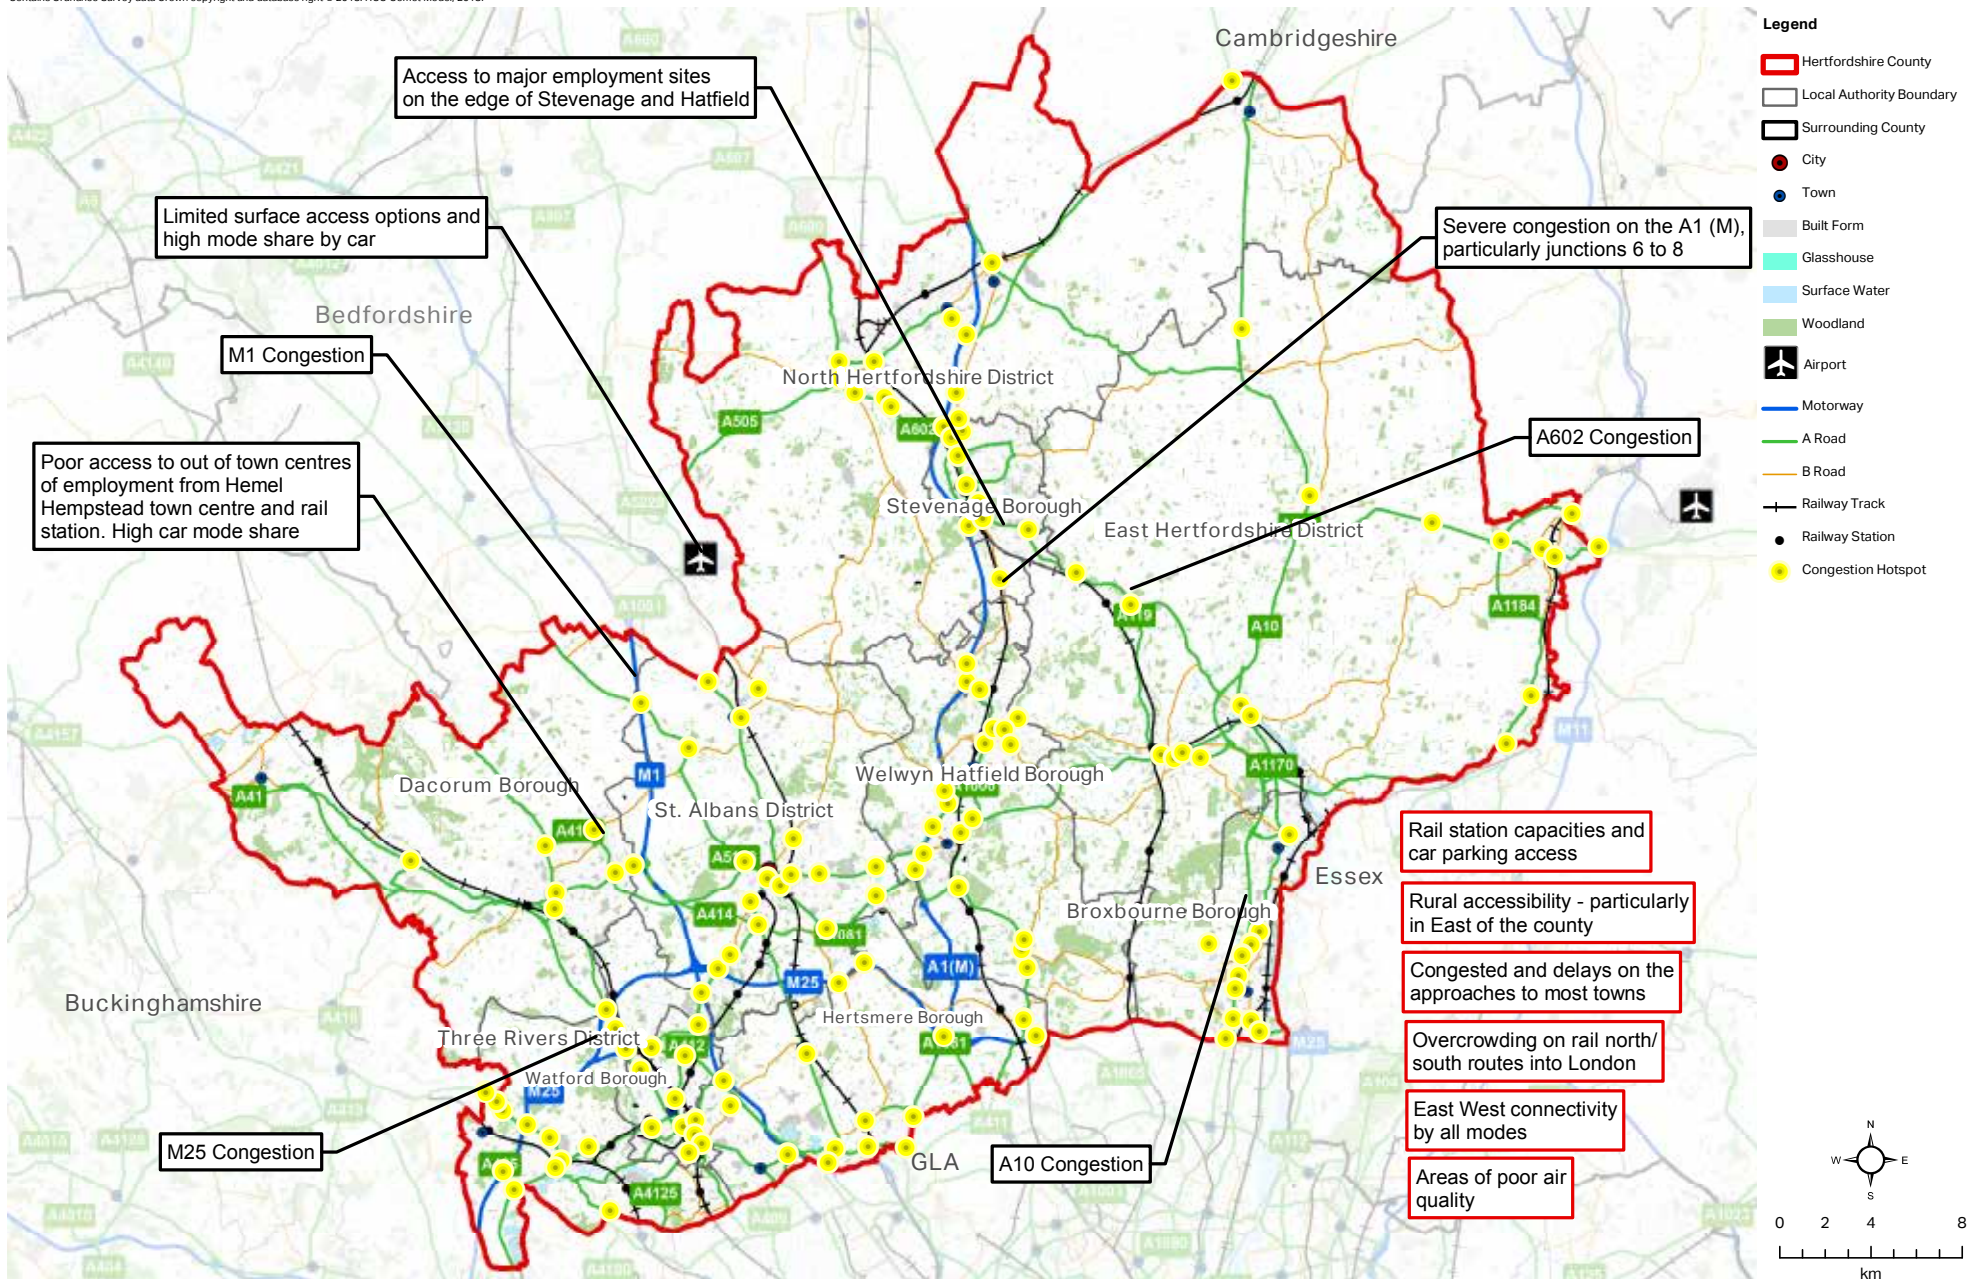 Cambridgeshire
Access to major employment sites
on the edge of Stevenage and Hatfield
Limited surface access options and
high mode share by car
Severe congestion on the A1 (M),
particularly junctions 6 to 8
Bedfordshire
M1 Congestion
North Hertfordshire District
A505
A602
A602 Congestion
Poor access to out of town centres
of employment from Hemel
Hempstead town centre and rail
station. High car mode share
Stevenage Borough
East Hertfordshire District
A119
A10
A1184
M11
M1
Dacorum Borough
Welwyn Hatfield Borough
A1170
A41
St. Albans District
A414
Essex
Broxbourne Borough
M25
A1(M)
Buckinghamshire
Three Rivers District
Hertsmere Borough
Watford Borough
M25
M25
M25 Congestion
GLA
A10 Congestion
A4125
Rail station capacities and
car parking access
Rural accessibility - particularly
in East of the county
Congested and delays on the
approaches to most towns
Overcrowding on rail north/
south routes into London
East West connectivity
by all modes
Areas of poor air
quality
Legend
Hertfordshire County
Local Authority Boundary
Surrounding County
City
Town
Built Form
Glasshouse
Surface Water
Woodland
Airport
Motorway
A Road
B Road
Railway Track
Railway Station
Congestion Hotspot
N
W E
S
0 2 4 8
km